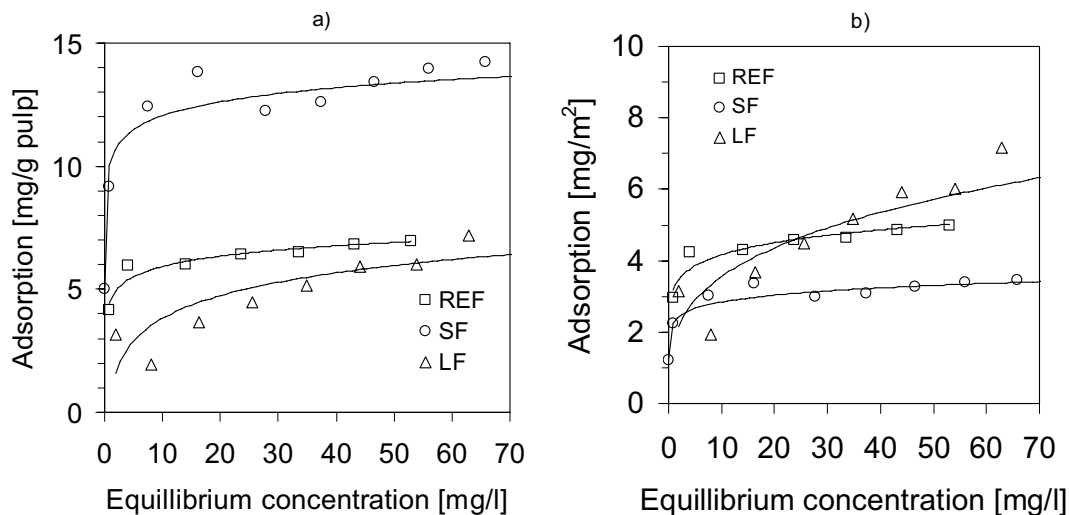 a)
15
10
5
0
Adsorption [mg/g pulp]
REF
SF
LF
0 10 20 30 40 50 60 70
Equillibrium concentration [mg/l]
b)
10
8
6
4
2
0
Adsorption [mg/m²]
REF
SF
LF
0 10 20 30 40 50 60 70
Equillibrium concentration [mg/l]